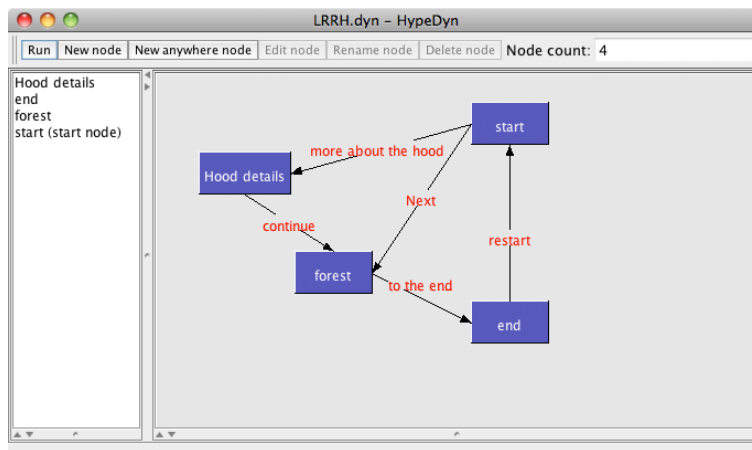 LRRH.dyn – HypeDyn
Run New node New anywhere node Edit node Rename node Delete node Node count: 4
Hood details
end
forest
start (start node)
start
more about the hood
Hood details
Next
continue
restart
forest
to the end
end